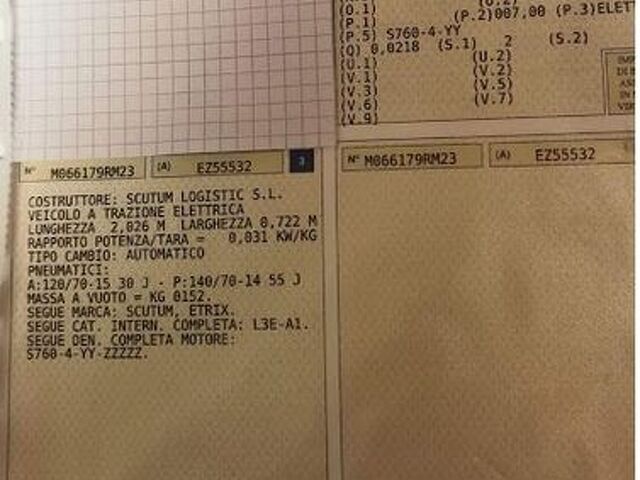 (O.1) (O.2)
(P.1) (P.2)007,00 (P.3)ELET
(P.5) S760-4-YY
(Q) 0,0218 (S.1) 2 (S.2)
(U.1) (U.2)
(V.1) (V.2)
(V.3) (V.5)
(V.6) (V.7)
(V.9)
N° M066179RM23 (A) EZ55532 3
COSTRUTTORE: SCUTUM LOGISTIC S.L.
VEICOLO A TRAZIONE ELETTRICA
LUNGHEZZA 2,026 M LARGHEZZA 0,722 M
RAPPORTO POTENZA/TARA = 0,031 KW/KG
TIPO CAMBIO: AUTOMATICO
PNEUMATICI:
A:120/70-15 30 J - P:140/70-14 55 J
MASSA A VUOTO = KG 0152.
SEGUE MARCA: SCUTUM, ETRIX.
SEGUE CAT. INTERN. COMPLETA: L3E-A1.
SEGUE DEN. COMPLETA MOTORE:
S760-4-YY-ZZZZZ.
N° M066179RM23 (A) EZ55532